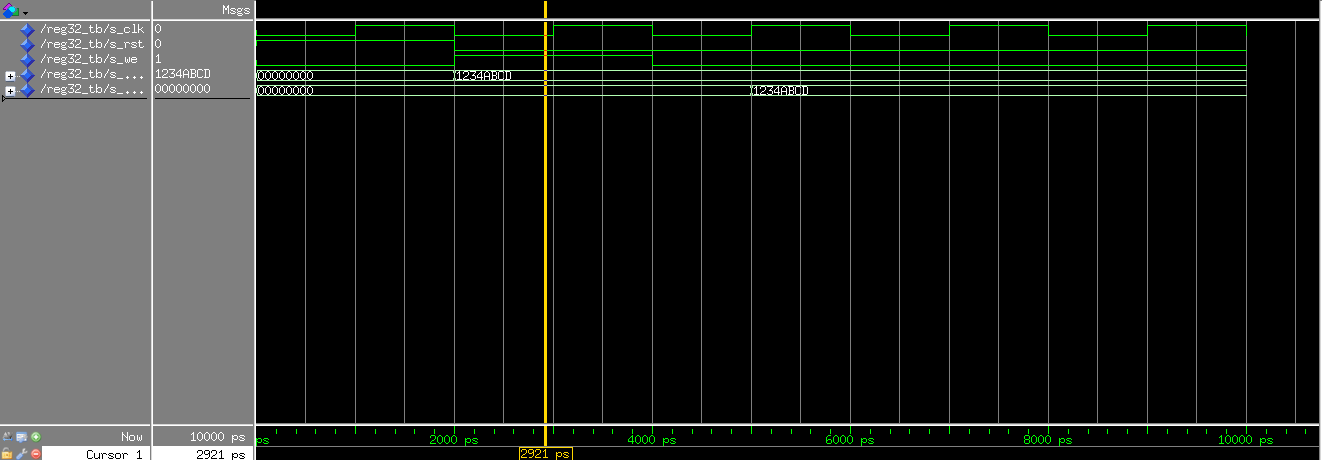 Msgs
/reg32_tb/s_clk 0
/reg32_tb/s_rst 0
/reg32_tb/s_we 1
/reg32_tb/s_... 1234ABCD 00000000 1234ABCD
/reg32_tb/s_... 00000000 00000000 1234ABCD
Now 10000 ps ps 2000 ps 4000 ps 6000 ps 8000 ps 10000 ps
Cursor 1 2921 ps 2921 ps